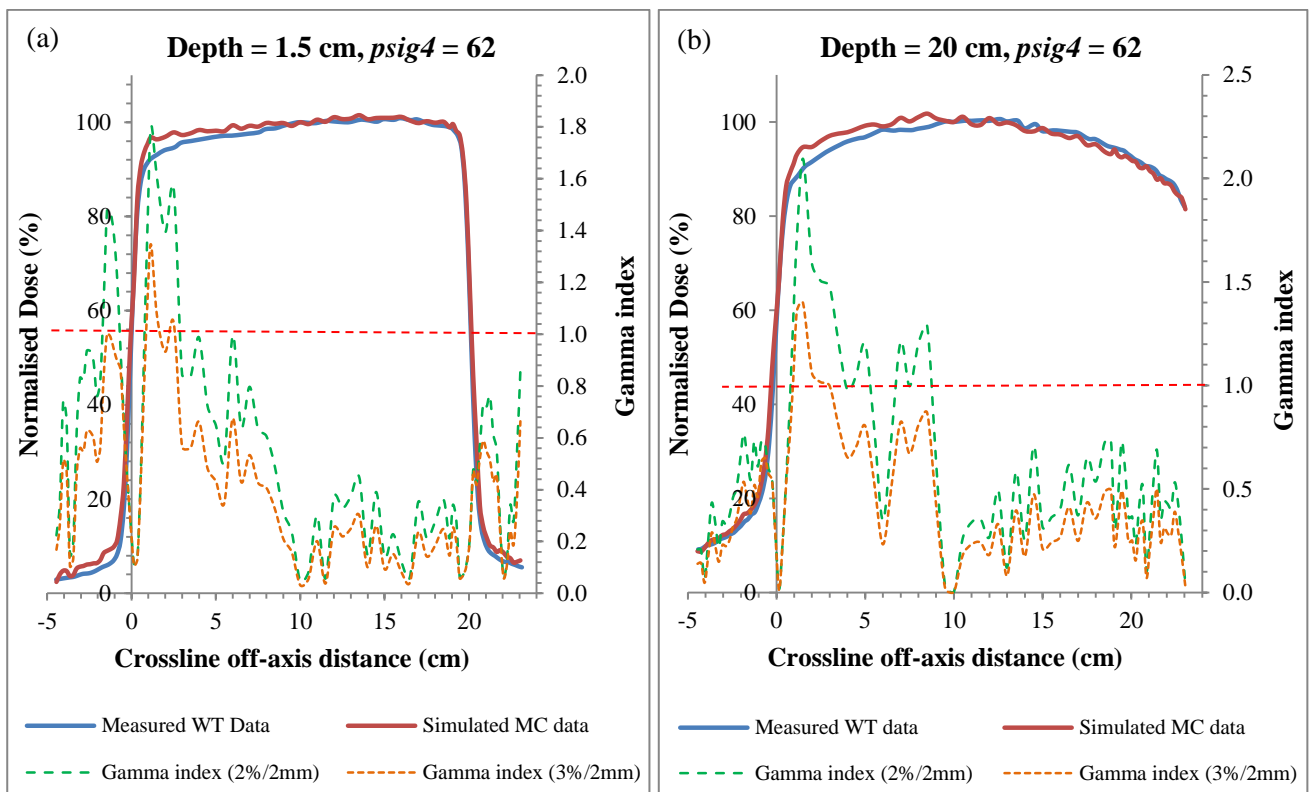 (a)
Depth = 1.5 cm, psig4 = 62
Normalised Dose (%)
100
80
60
40
20
0
2.0
1.8
1.6
1.4
1.2
1.0
0.8
0.6
0.4
0.2
0.0
Gamma index
-5 0 5 10 15 20
Crossline off-axis distance (cm)
Measured WT Data
Simulated MC data
Gamma index (2%/2mm)
Gamma index (3%/2mm)
(b)
Depth = 20 cm, psig4 = 62
Normalised Dose (%)
100
80
60
40
20
0
2.5
2.0
1.5
1.0
0.5
0.0
Gamma index
-5 0 5 10 15 20
Crossline off-axis distance (cm)
Measured WT data
Simulated MC data
Gamma index (2%/2mm)
Gamma index (3%/2mm)